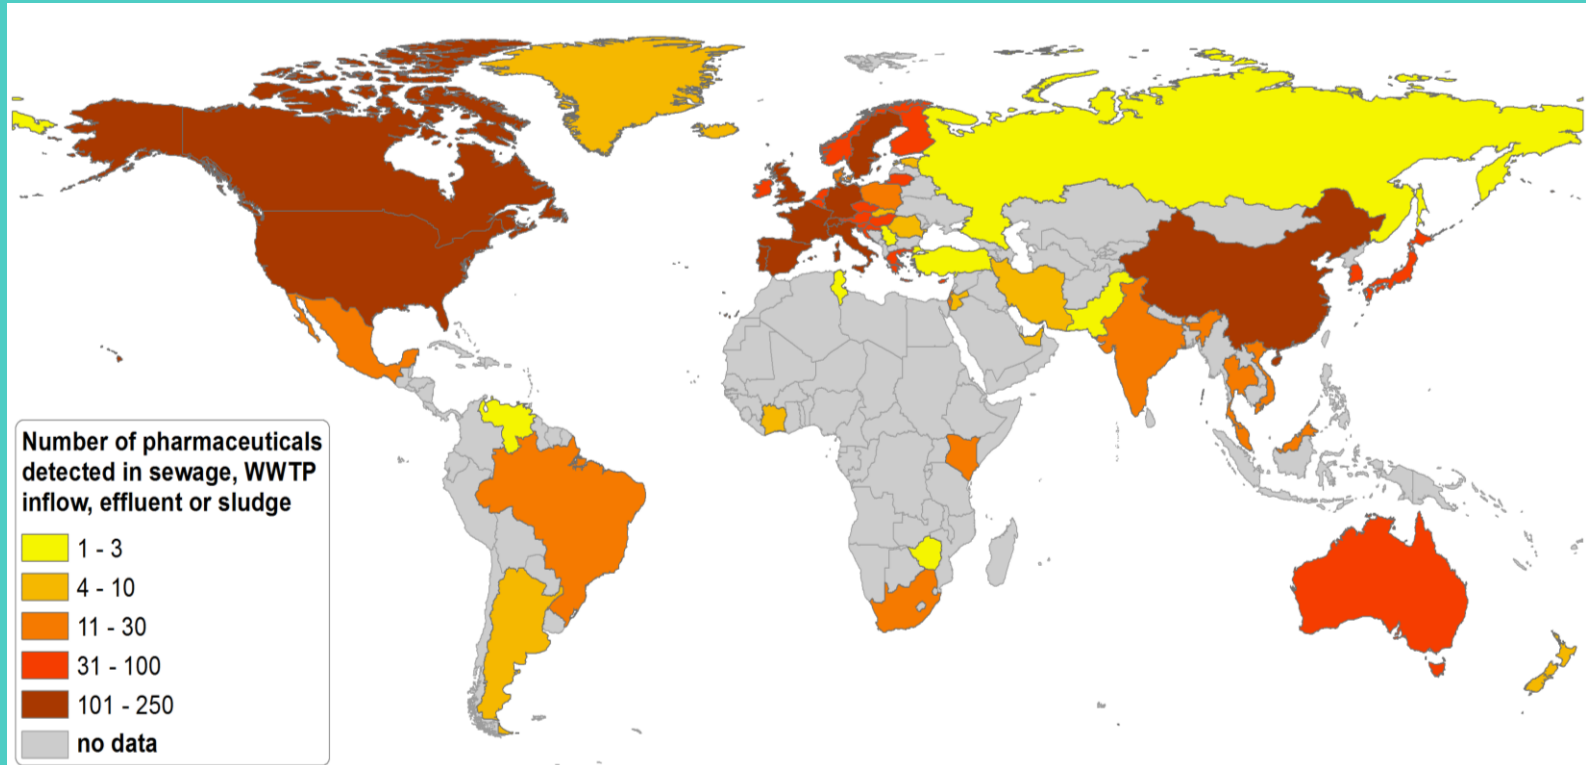 Number of pharmaceuticals
detected in sewage, WWTP
inflow, effluent or sludge
1 - 3
4 - 10
11 - 30
31 - 100
101 - 250
no data